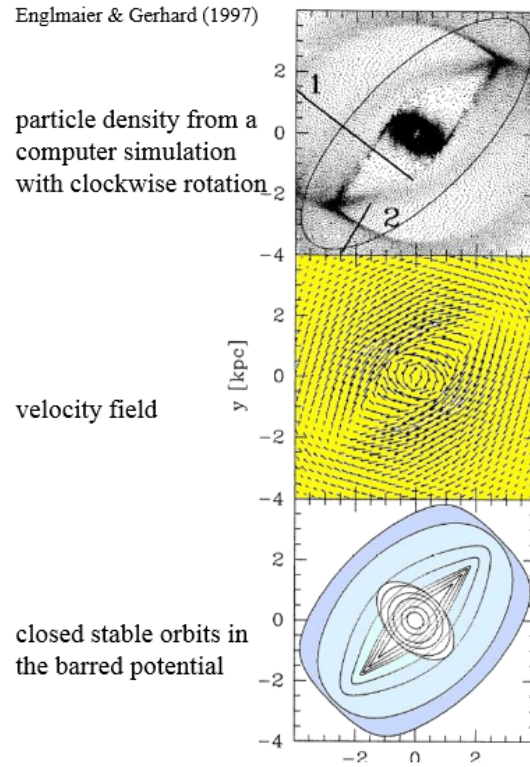 Englmaier & Gerhard (1997)
2
1
particle density from a
computer simulation
with clockwise rotation
0
−2
2
−4
2
y [kpc]
0
velocity field
−2
−4
2
closed stable orbits in
the barred potential
0
−2
−4
−2
0
2